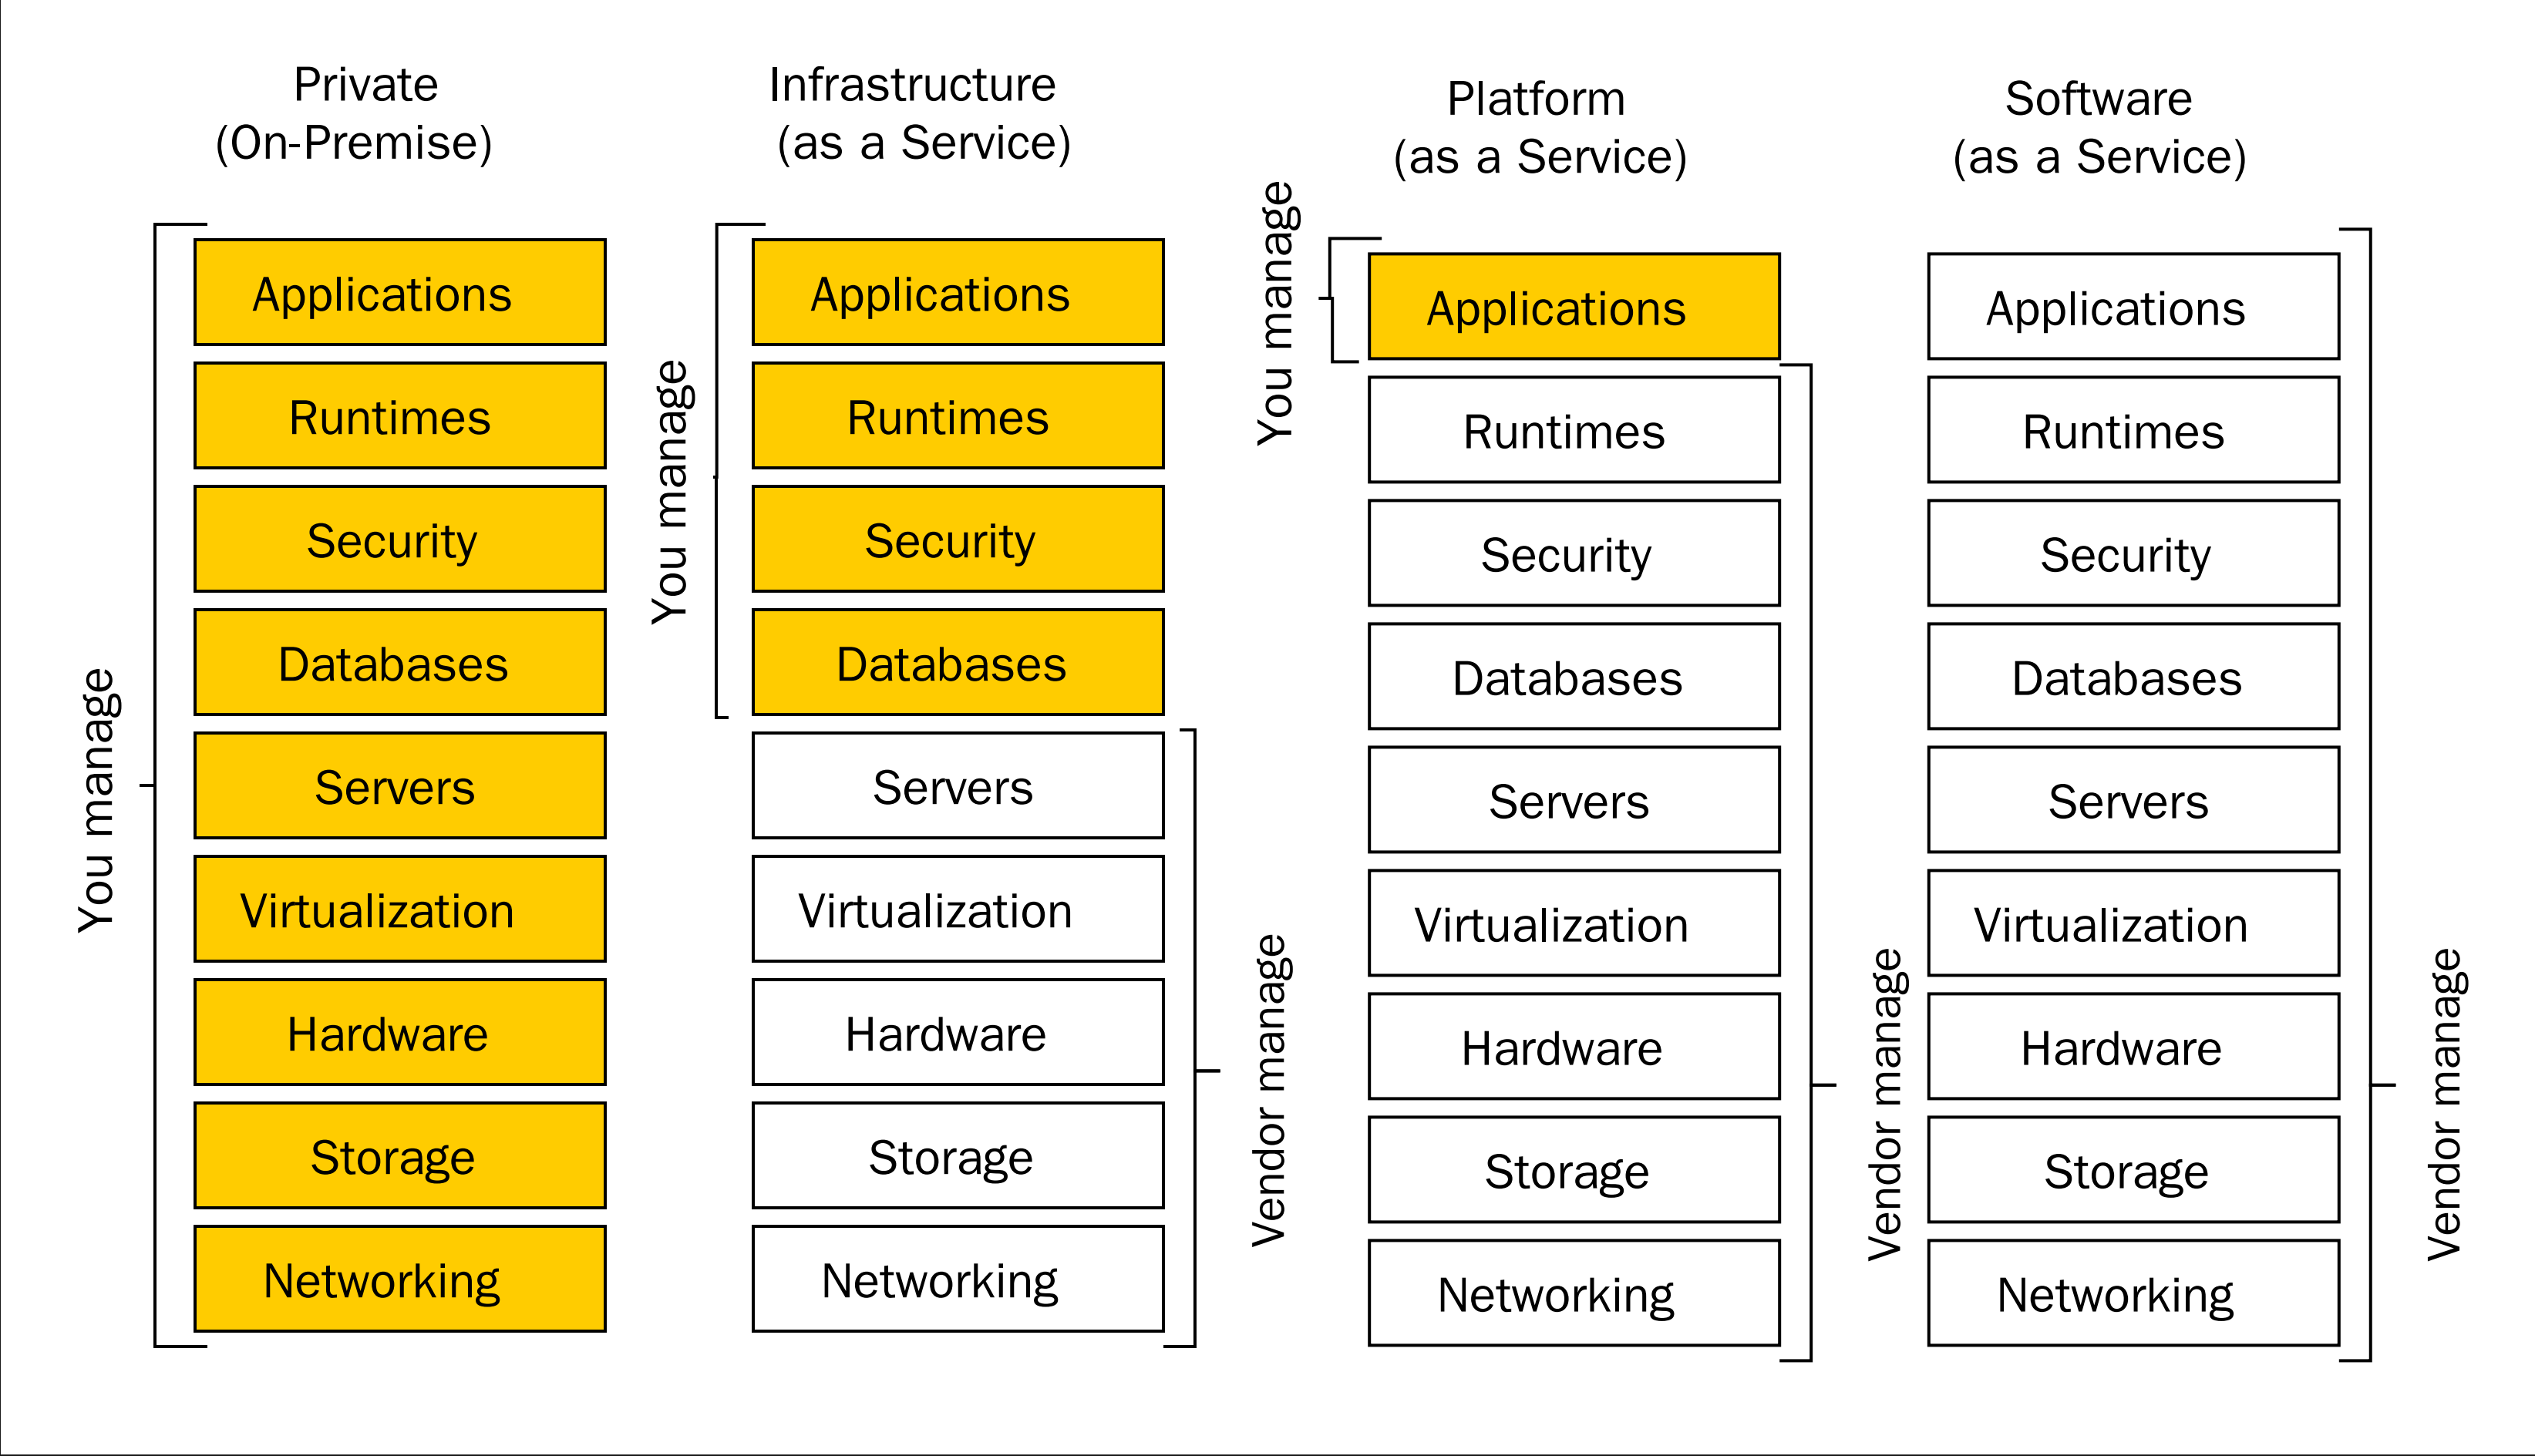 Private
(On-Premise)
You manage
Applications
Runtimes
Security
Databases
Servers
Virtualization
Hardware
Storage
Networking
Infrastructure
(as a Service)
You manage
Applications
Runtimes
Security
Databases
Servers
Virtualization
Hardware
Storage
Networking
Vendor manage
Platform
(as a Service)
You manage
Applications
Runtimes
Security
Databases
Servers
Virtualization
Hardware
Storage
Networking
Vendor manage
Software
(as a Service)
Applications
Runtimes
Security
Databases
Servers
Virtualization
Hardware
Storage
Networking
Vendor manage